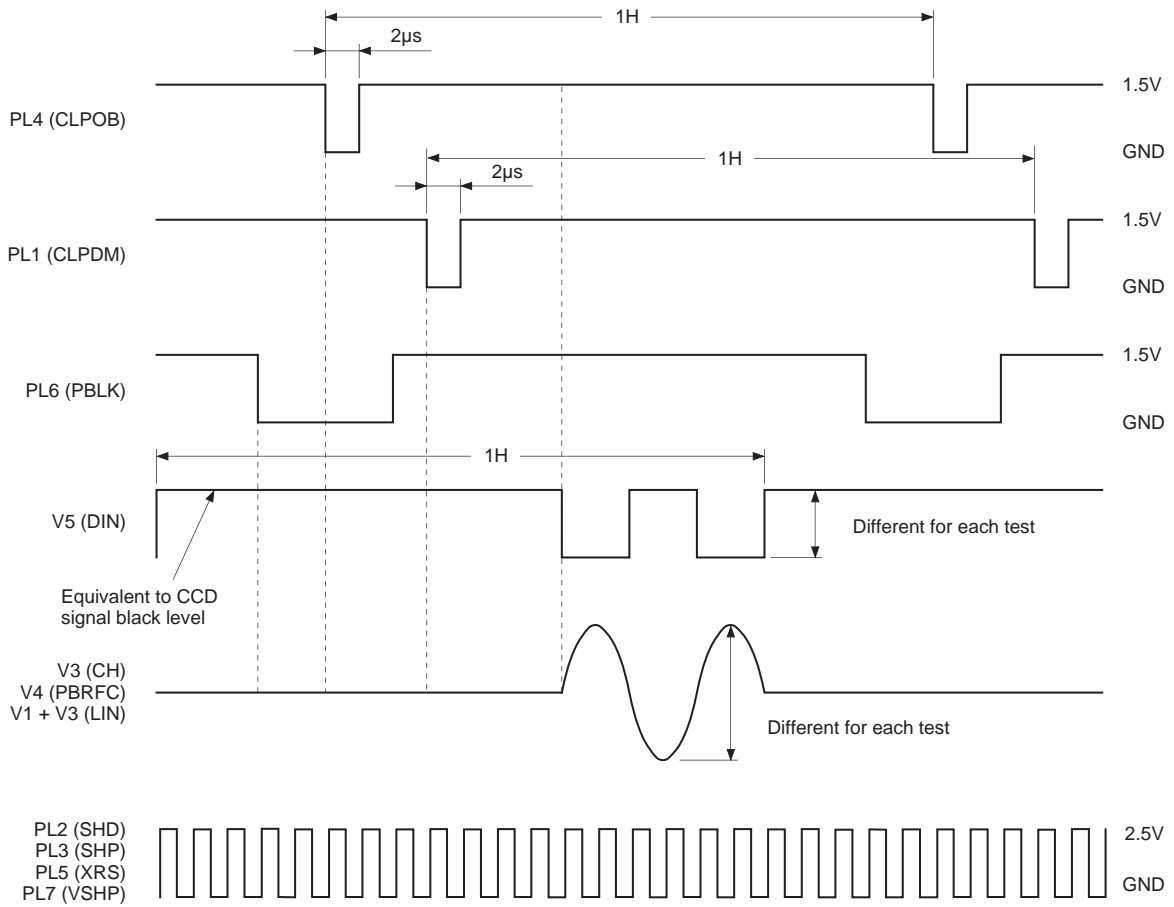 1H
2µs
PL4 (CLPOB)
1.5V
GND
1H
2µs
PL1 (CLPDM)
1.5V
GND
PL6 (PBLK)
1.5V
GND
1H
V5 (DIN)
Different for each test
Equivalent to CCD
signal black level
V3 (CH)
V4 (PBRFC)
V1 + V3 (LIN)
Different for each test
PL2 (SHD)
PL3 (SHP)
PL5 (XRS)
PL7 (VSHP)
2.5V
GND